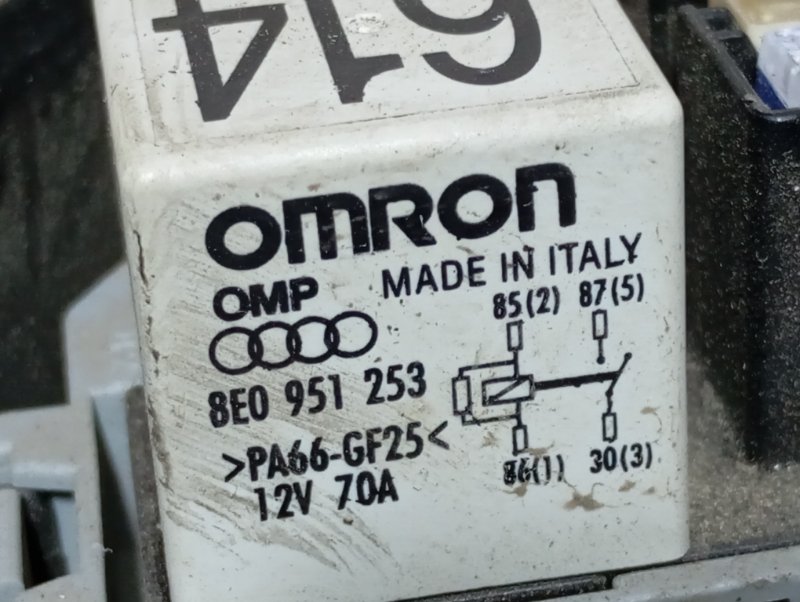 614
OMRON
OMP MADE IN ITALY
85(2) 87(5)
8E0 951 253
>PA66-GF25<
86(1) 30(3)
12V 70A